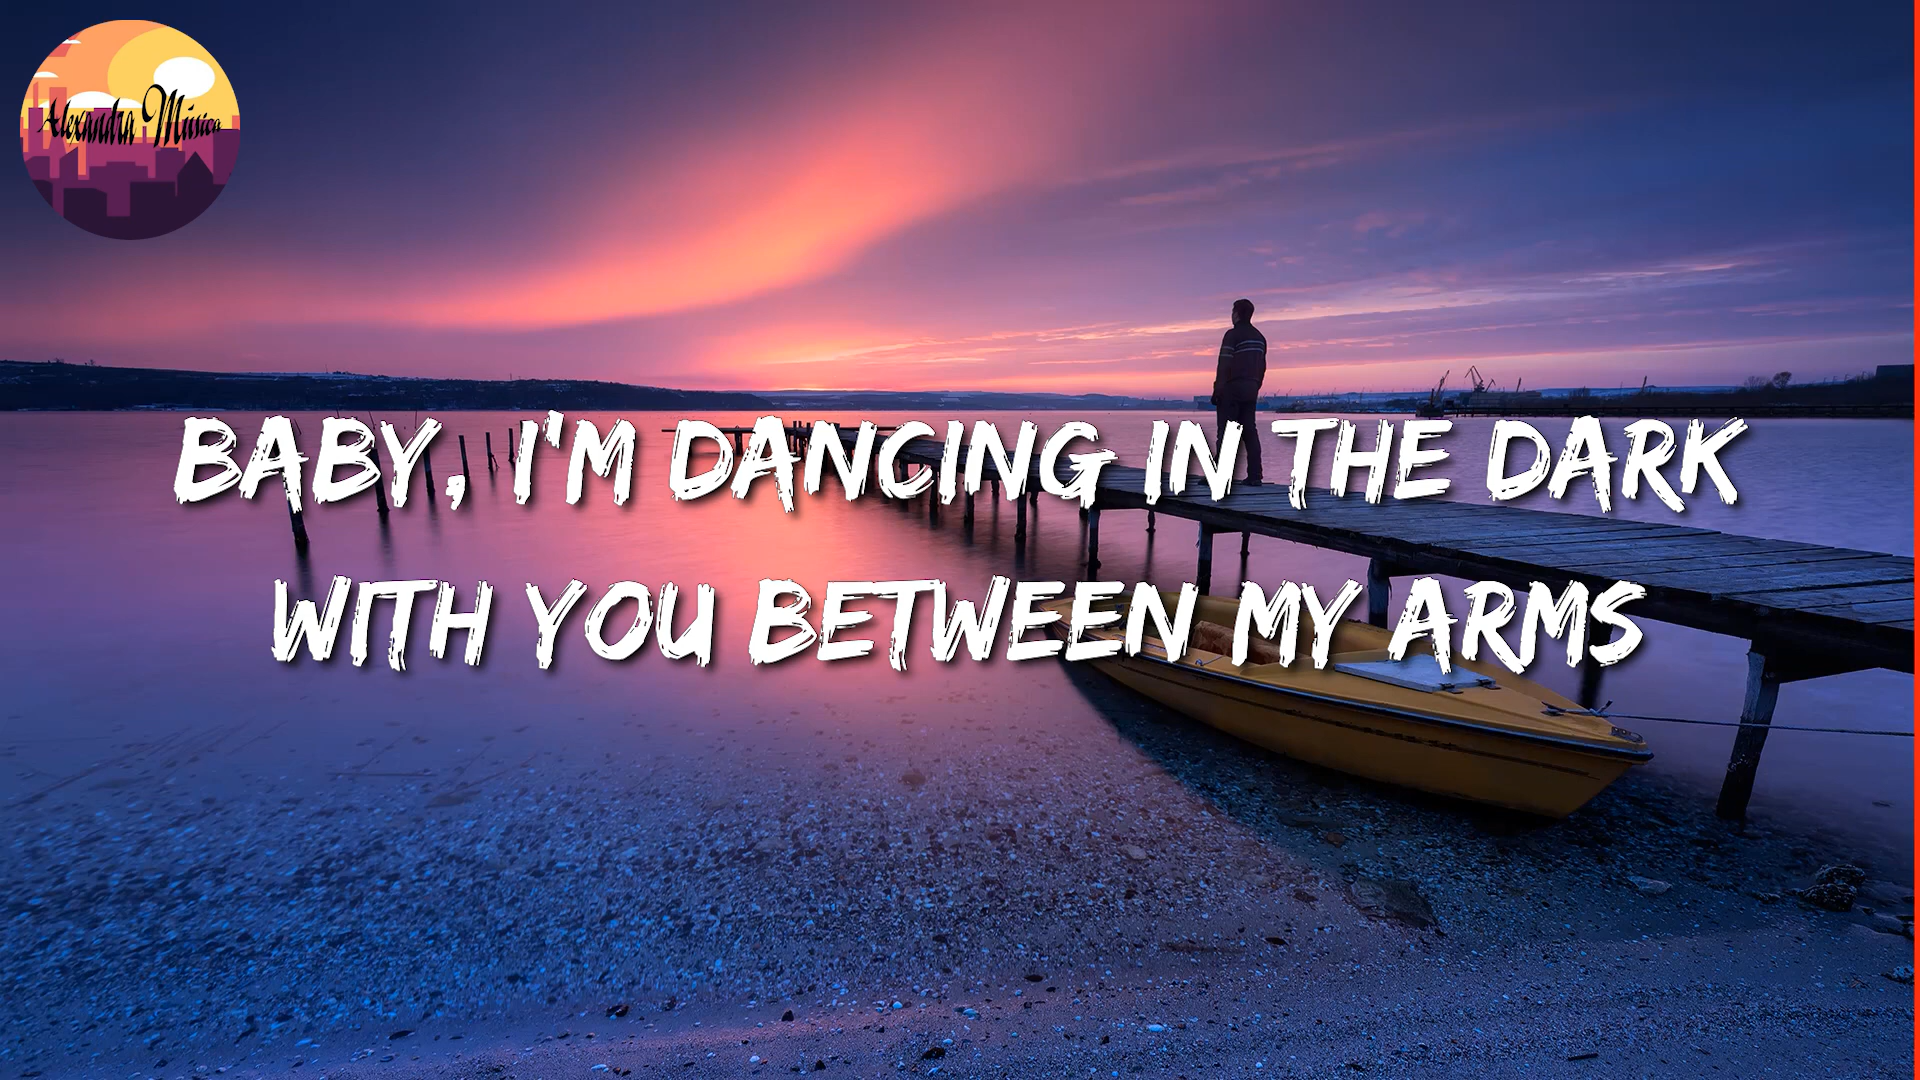 Alexandra Música
BABY, I'M DANCING IN THE DARK
WITH YOU BETWEEN MY ARMS